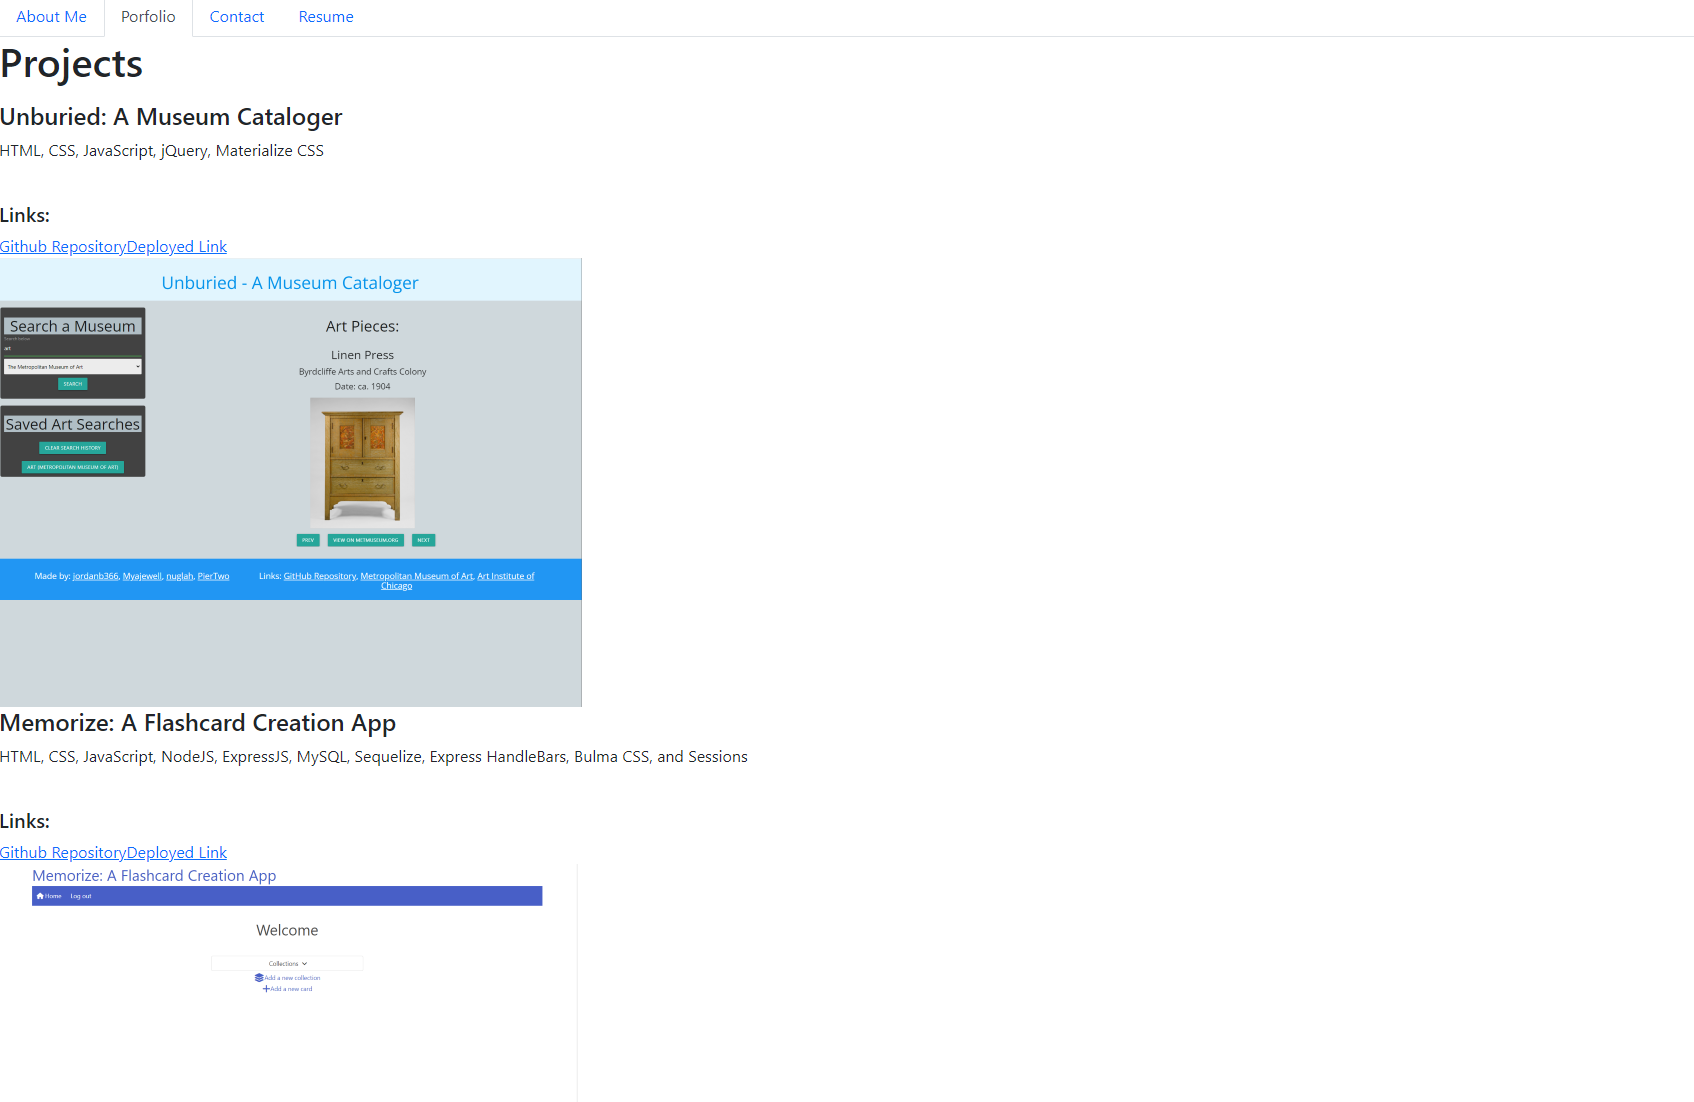 About Me Porfolio Contact Resume
Projects
Unburied: A Museum Cataloger
HTML, CSS, JavaScript, jQuery, Materialize CSS
Links:
Github RepositoryDeployed Link
Unburied - A Museum Cataloger
Search a Museum
Search below:
art
The Metropolitan Museum of Art
SEARCH
Saved Art Searches
CLEAR SEARCH HISTORY
ART (METROPOLITAN MUSEUM OF ART)
Art Pieces:
Linen Press
Byrdcliffe Arts and Crafts Colony
Date: ca. 1904
PREV VIEW ON METMUSEUM.ORG NEXT
Made by: jordanb366, Myajewell, nuglah, PierTwo
Links: GitHub Repository, Metropolitan Museum of Art, Art Institute of
Chicago
Memorize: A Flashcard Creation App
HTML, CSS, JavaScript, NodeJS, ExpressJS, MySQL, Sequelize, Express HandleBars, Bulma CSS, and Sessions
Links:
Github RepositoryDeployed Link
Memorize: A Flashcard Creation App
Home Log out
Welcome
Collections
Add a new collection
Add a new card